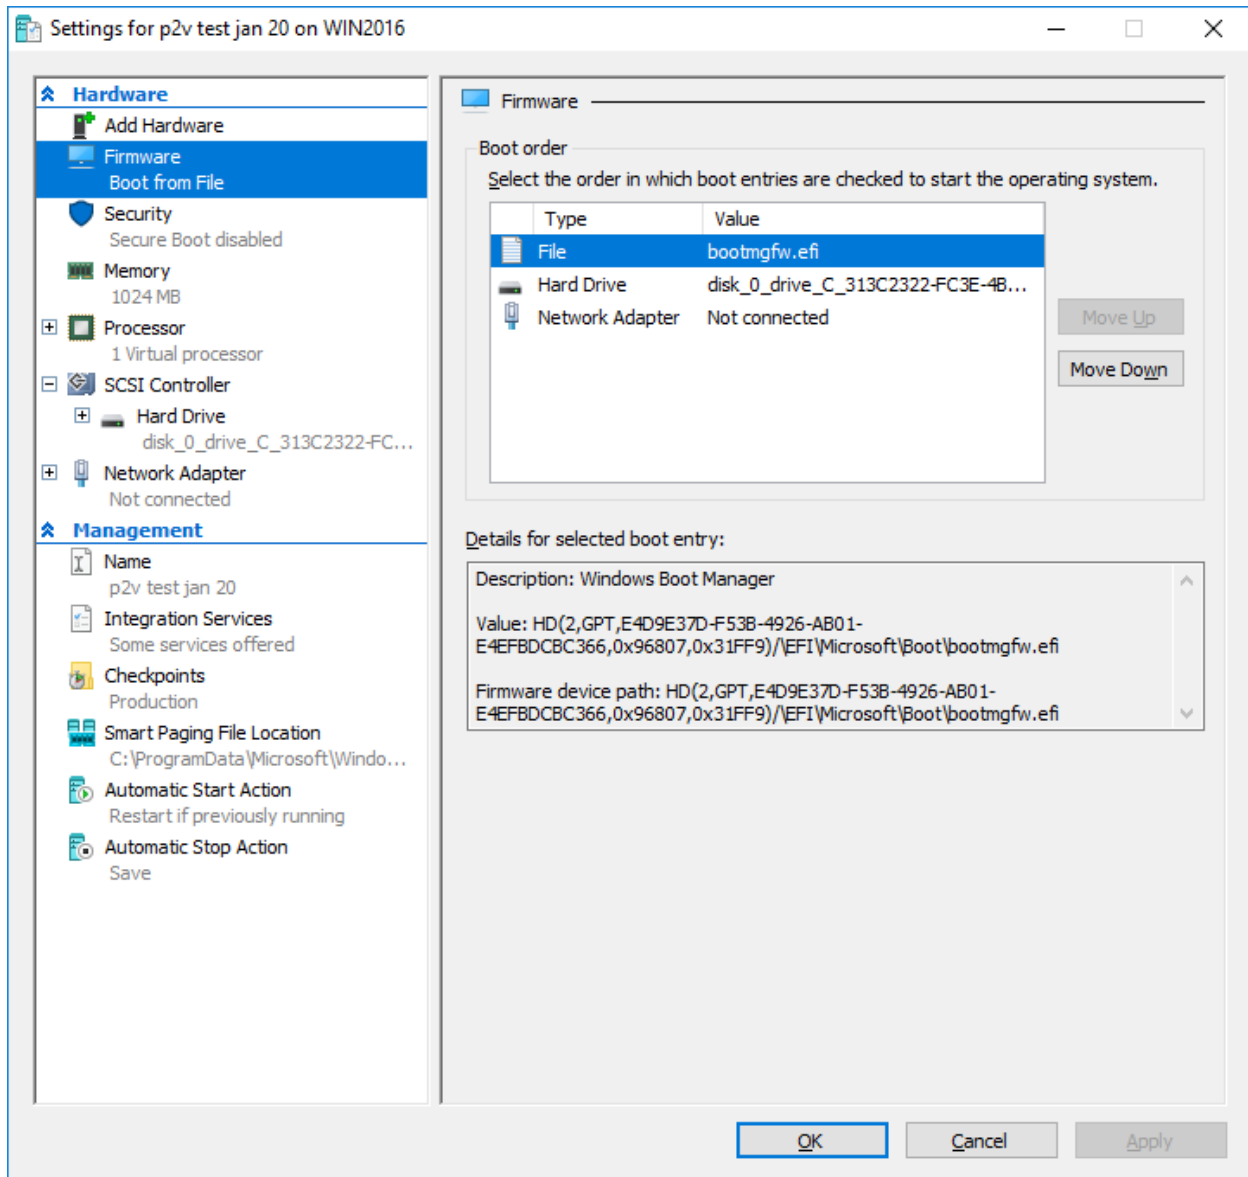 Settings for p2v test jan 20 on WIN2016
Hardware
Add Hardware
Firmware
Boot from File
Security
Secure Boot disabled
Memory
1024 MB
Processor
1 Virtual processor
SCSI Controller
Hard Drive
disk_0_drive_C_313C2322-FC...
Network Adapter
Not connected
Management
Name
p2v test jan 20
Integration Services
Some services offered
Checkpoints
Production
Smart Paging File Location
C:\ProgramData\Microsoft\Windo...
Automatic Start Action
Restart if previously running
Automatic Stop Action
Save
Firmware
Boot order
Select the order in which boot entries are checked to start the operating system.
Type Value
File bootmgfw.efi
Hard Drive disk_0_drive_C_313C2322-FC3E-4B...
Network Adapter Not connected
Move Up
Move Down
Details for selected boot entry:
Description: Windows Boot Manager
Value: HD(2,GPT,E4D9E37D-F53B-4926-AB01-
E4EFBDCBC366,0x96807,0x31FF9)/\EFI\Microsoft\Boot\bootmgfw.efi
Firmware device path: HD(2,GPT,E4D9E37D-F53B-4926-AB01-
E4EFBDCBC366,0x96807,0x31FF9)/\EFI\Microsoft\Boot\bootmgfw.efi
OK Cancel Apply